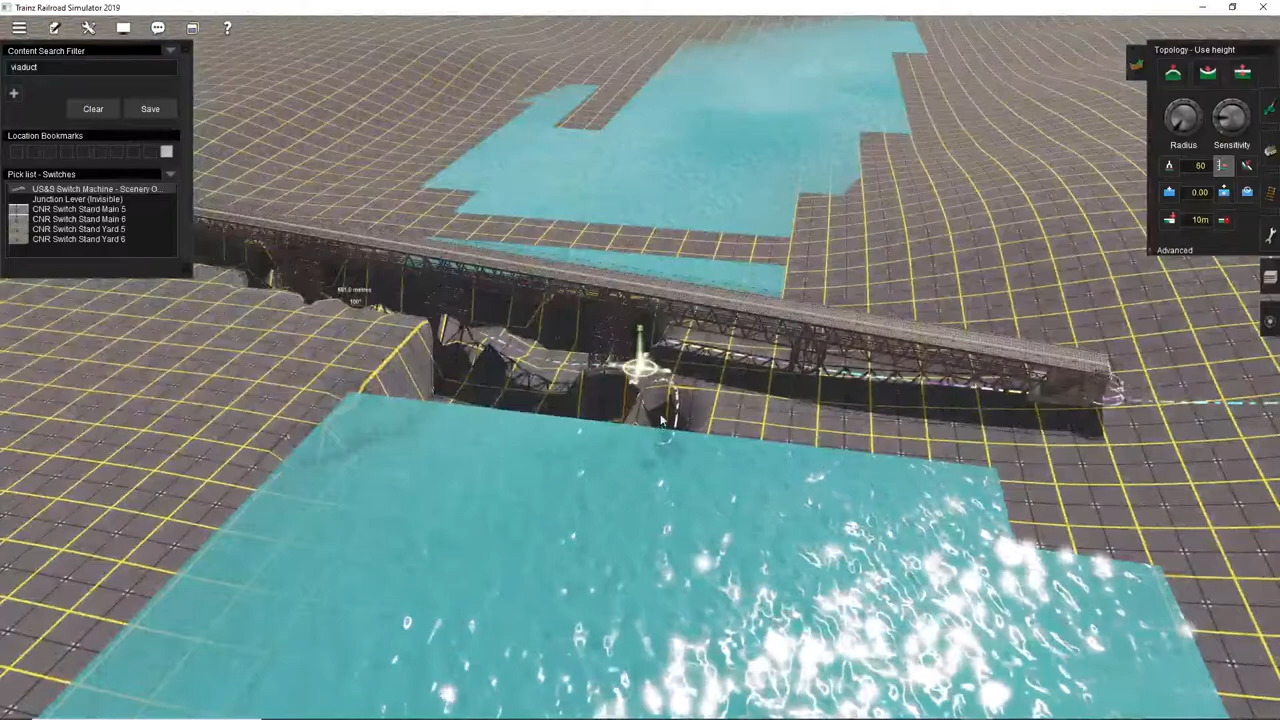 Trainz Railroad Simulator 2019
Content Search Filter
viaduct
Clear
Save
Location Bookmarks
Pick list - Switches
US&S Switch Machine - Scenery O...
Junction Lever (Invisible)
CNR Switch Stand Main 5
CNR Switch Stand Main 6
CNR Switch Stand Yard 5
CNR Switch Stand Yard 6
metres
Topology - Use height
Radius
Sensitivity
60
0.00
10m
Advanced